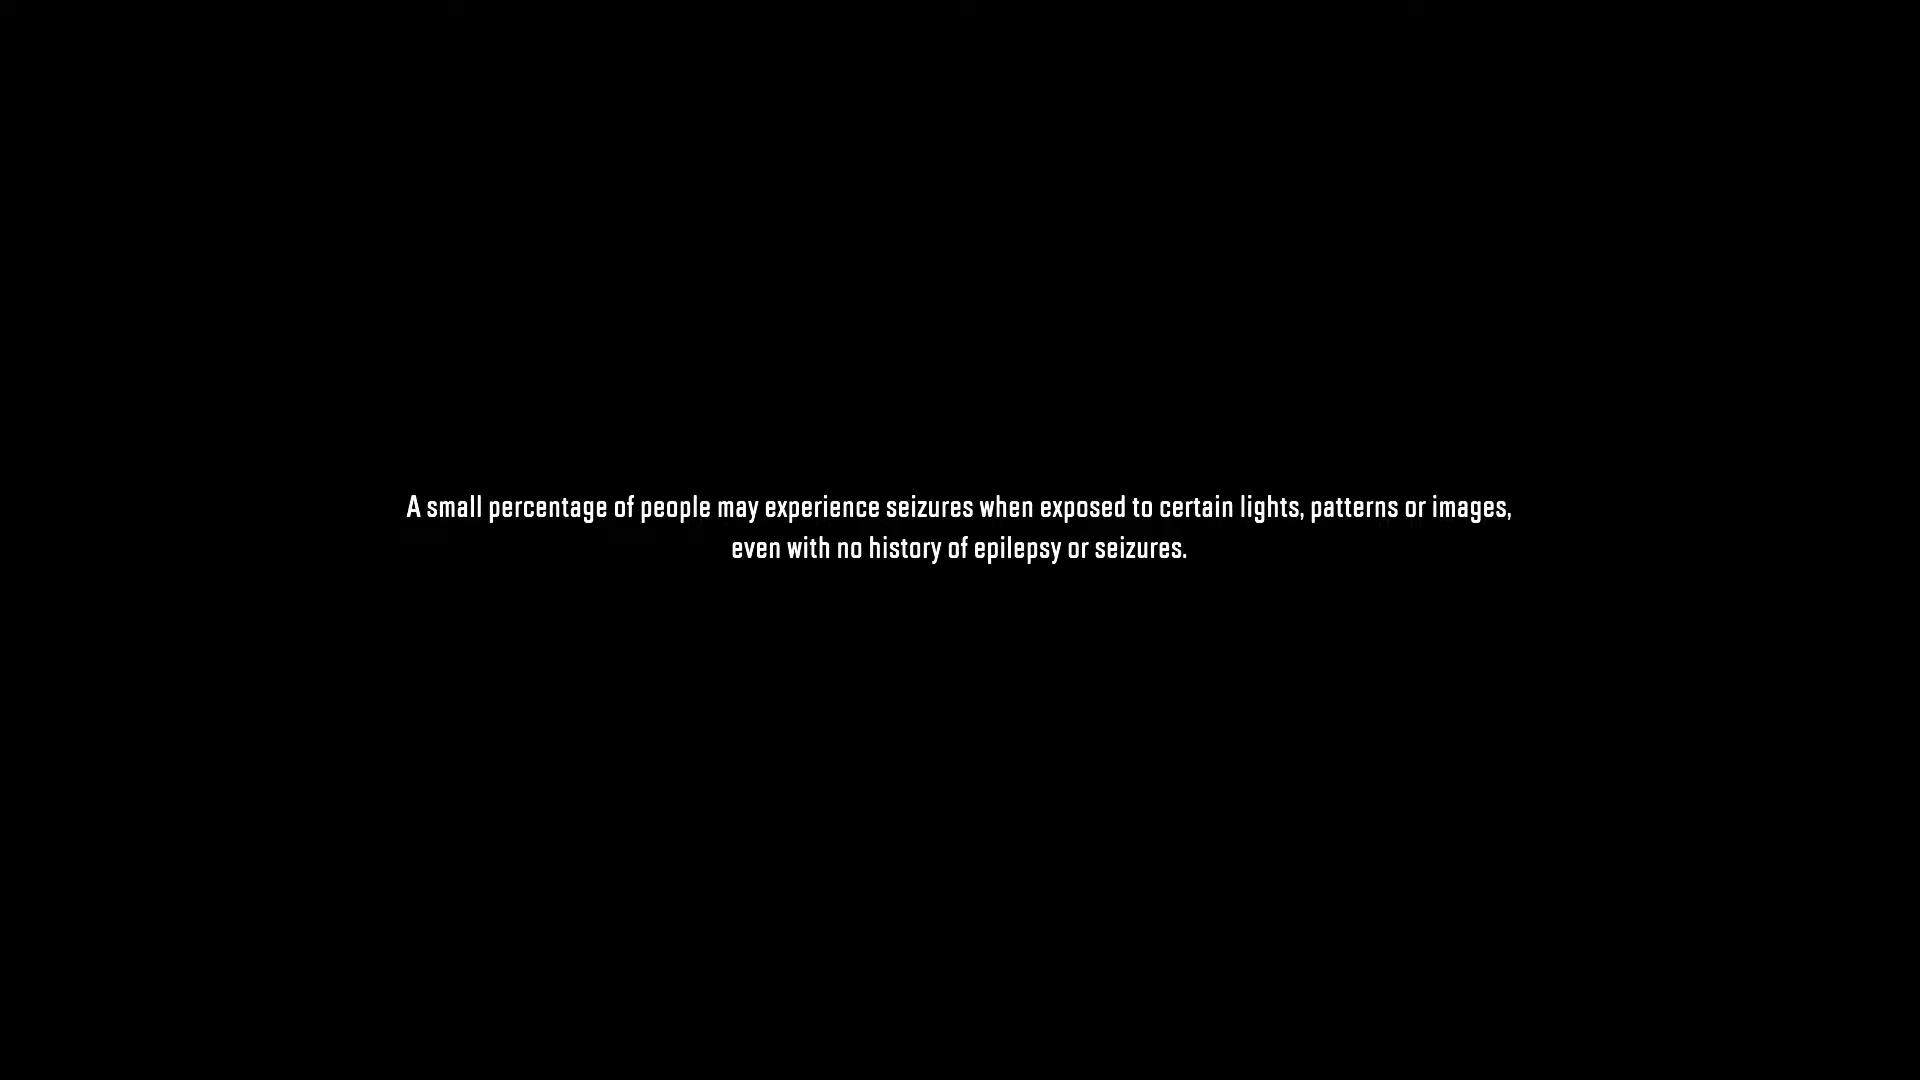 A small percentage of people may experience seizures when exposed to certain lights, patterns or images,
even with no history of epilepsy or seizures.